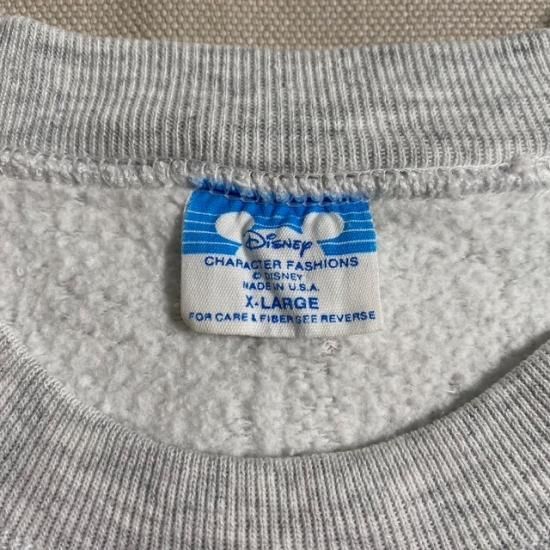 Disney
CHARACTER FASHIONS
© DISNEY
MADE IN U.S.A.
X-LARGE
FOR CARE & FIBER SEE REVERSE